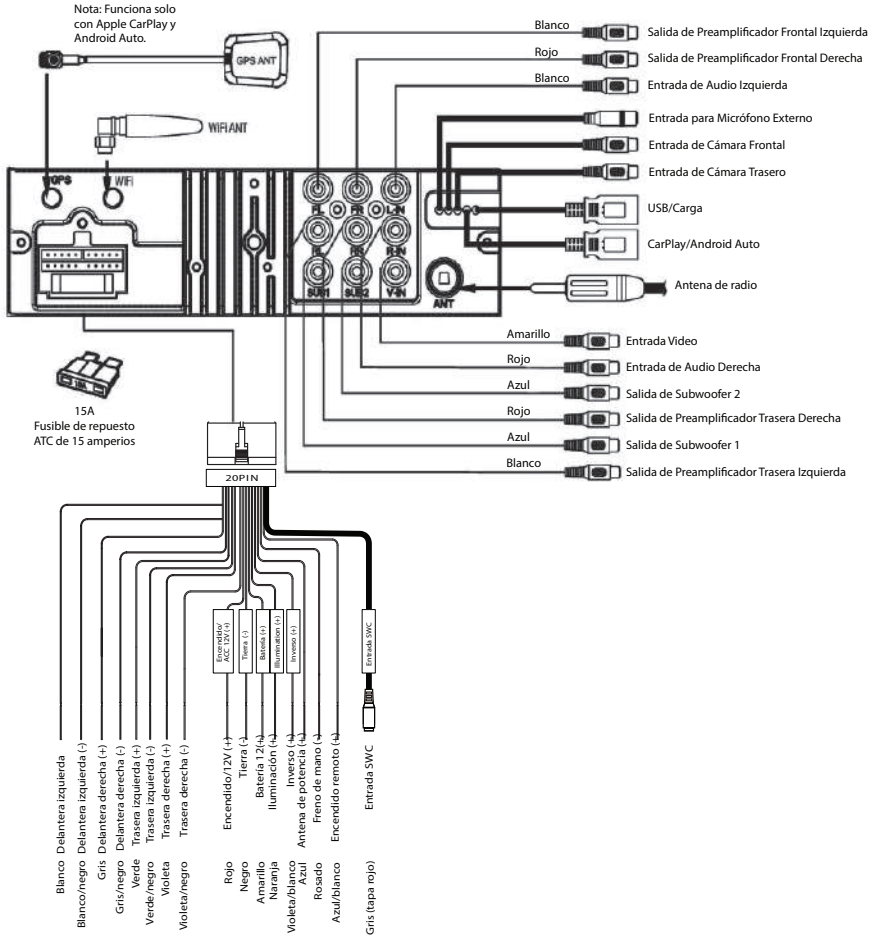 Nota: Funciona solo
con Apple CarPlay y
Android Auto.
GPS ANT
WIFI ANT
GPS
WIFI
FL
FR
L-IN
RL
RR
R-IN
SUB1
SUB2
V-IN
ANT
Blanco
Salida de Preamplificador Frontal Izquierda
Rojo
Salida de Preamplificador Frontal Derecha
Blanco
Entrada de Audio Izquierda
Entrada para Micrófono Externo
Entrada de Cámara Frontal
Entrada de Cámara Trasero
USB/Carga
CarPlay/Android Auto
Antena de radio
Amarillo
Entrada Video
Rojo
Entrada de Audio Derecha
Azul
Salida de Subwoofer 2
Rojo
Salida de Preamplificador Trasera Derecha
Azul
Salida de Subwoofer 1
Blanco
Salida de Preamplificador Trasera Izquierda
15A
15A
Fusible de repuesto
ATC de 15 amperios
20PIN
Encendido/
ACC 12V (+)
Tierra (-)
Batería (+)
Illumination (+)
Inverso (+)
Entrada SWC
Blanco Delantera izquierda
Blanco/negro Delantera izquierda (-)
Gris Delantera derecha (+)
Gris/negro Delantera derecha (-)
Verde Trasera izquierda (+)
Verde/negro Trasera izquierda (-)
Violeta Trasera derecha (+)
Violeta/negro Trasera derecha (-)
Rojo Encendido/12V (+)
Negro Tierra (-)
Amarillo Batería 12(+)
Naranja Iluminación (+)
Violeta/blanco Inverso (+)
Azul Antena de potencia (+)
Rosado Freno de mano (-)
Azul/blanco Encendido remoto (+)
Gris (tapa rojo) Entrada SWC